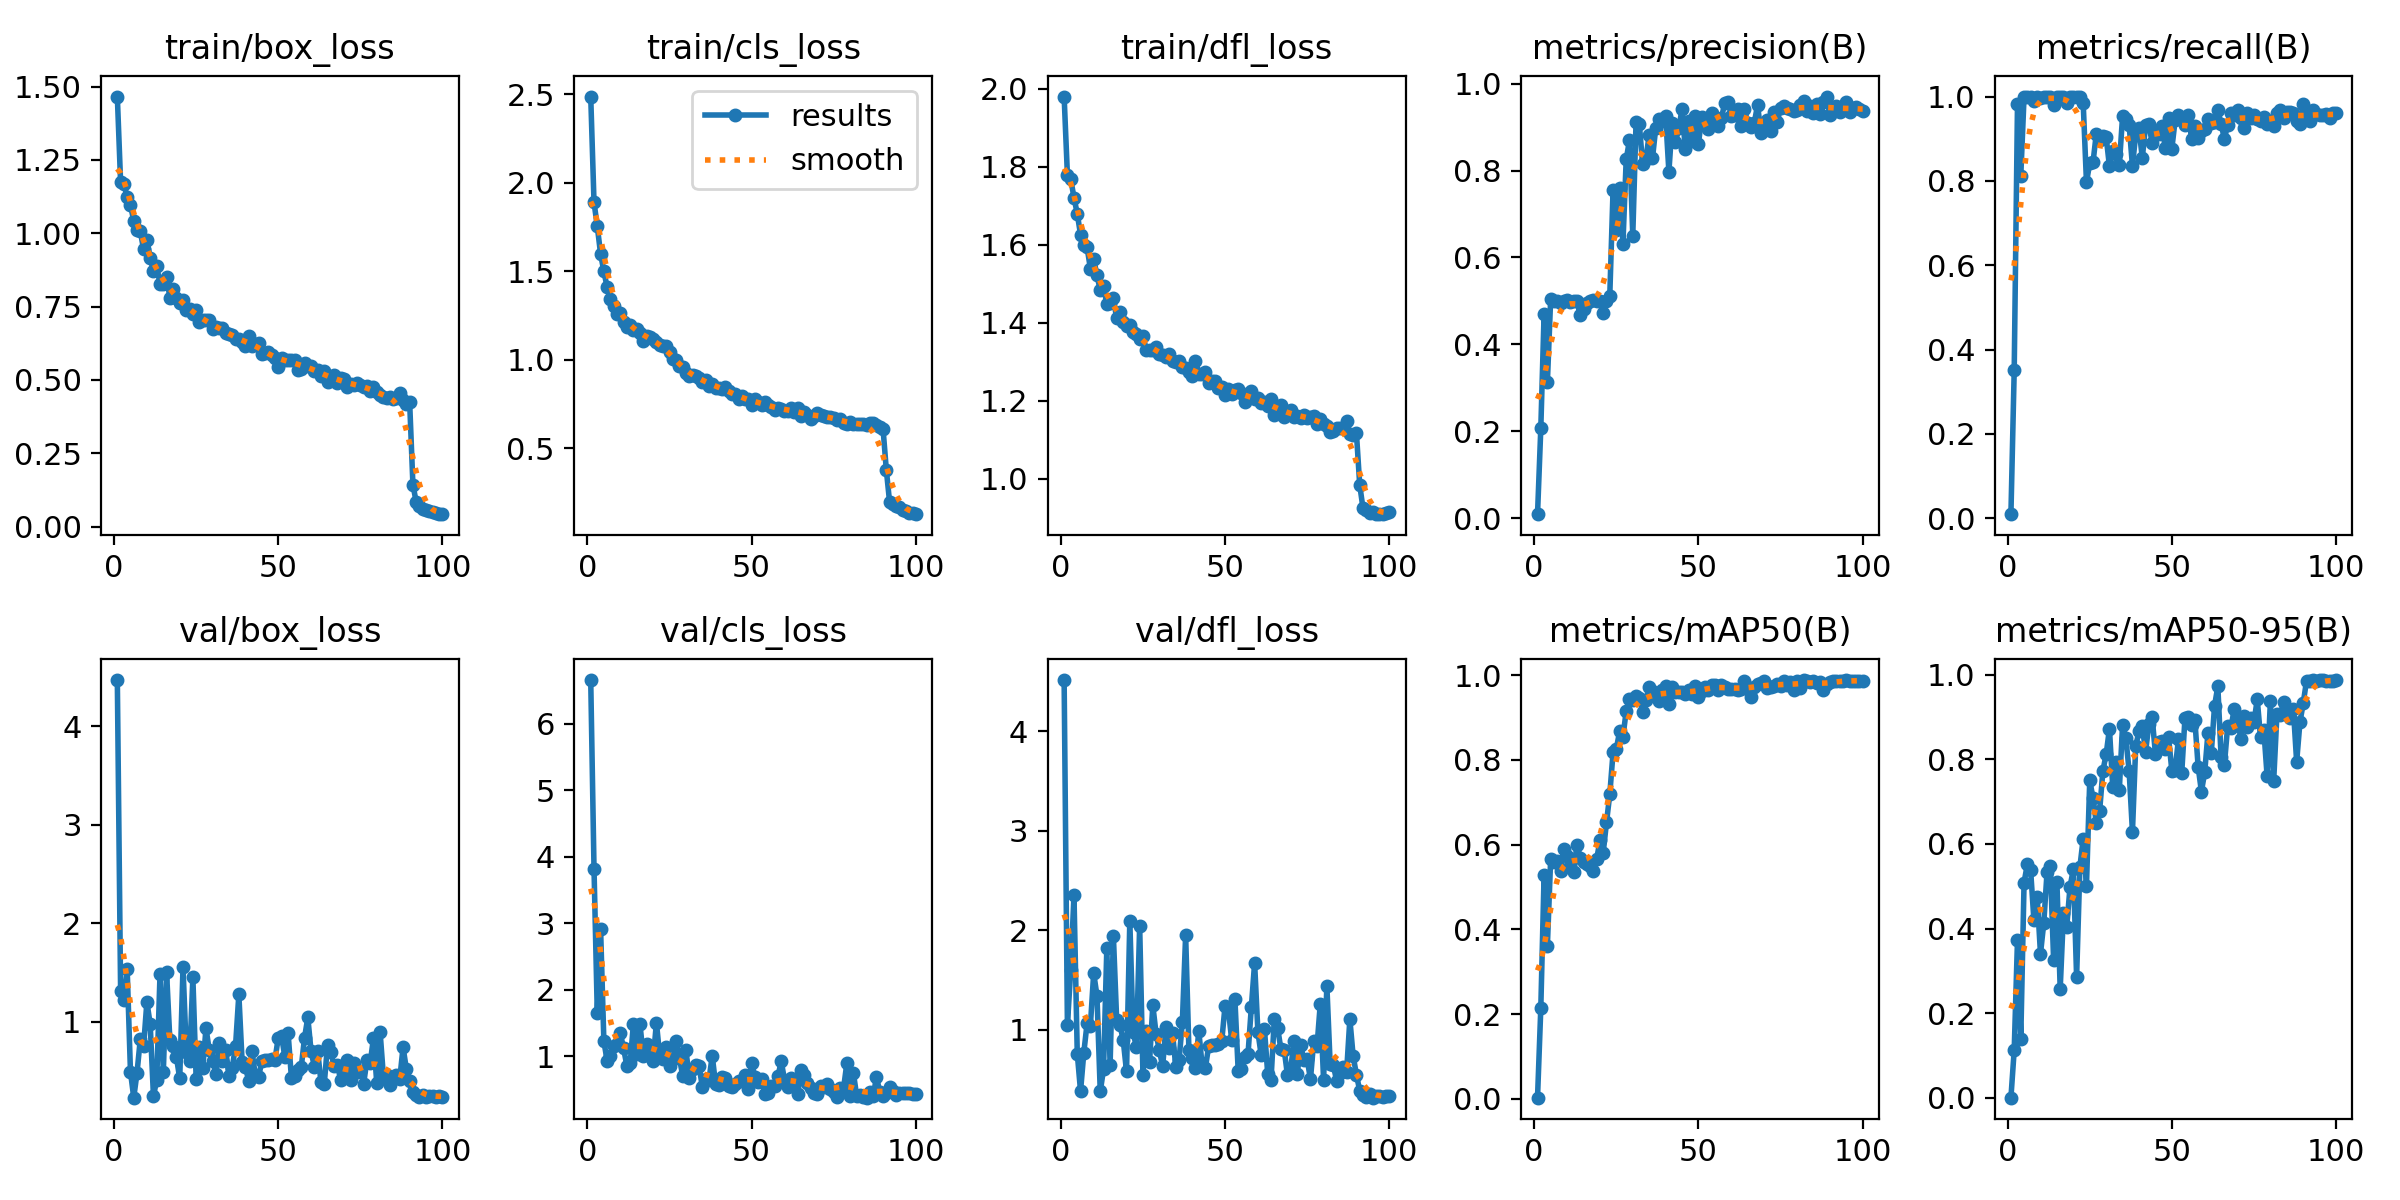 train/box_loss
train/cls_loss
train/dfl_loss
metrics/precision(B)
metrics/recall(B)
1.50
1.25
1.00
0.75
0.50
0.25
0.00
0 50 100
2.5
2.0
1.5
1.0
0.5
0 50 100
results
smooth
2.0
1.8
1.6
1.4
1.2
1.0
0 50 100
1.0
0.8
0.6
0.4
0.2
0.0
0 50 100
1.0
0.8
0.6
0.4
0.2
0.0
0 50 100
val/box_loss
val/cls_loss
val/dfl_loss
metrics/mAP50(B)
metrics/mAP50-95(B)
4
3
2
1
0 50 100
6
5
4
3
2
1
0 50 100
4
3
2
1
0 50 100
1.0
0.8
0.6
0.4
0.2
0.0
0 50 100
1.0
0.8
0.6
0.4
0.2
0.0
0 50 100